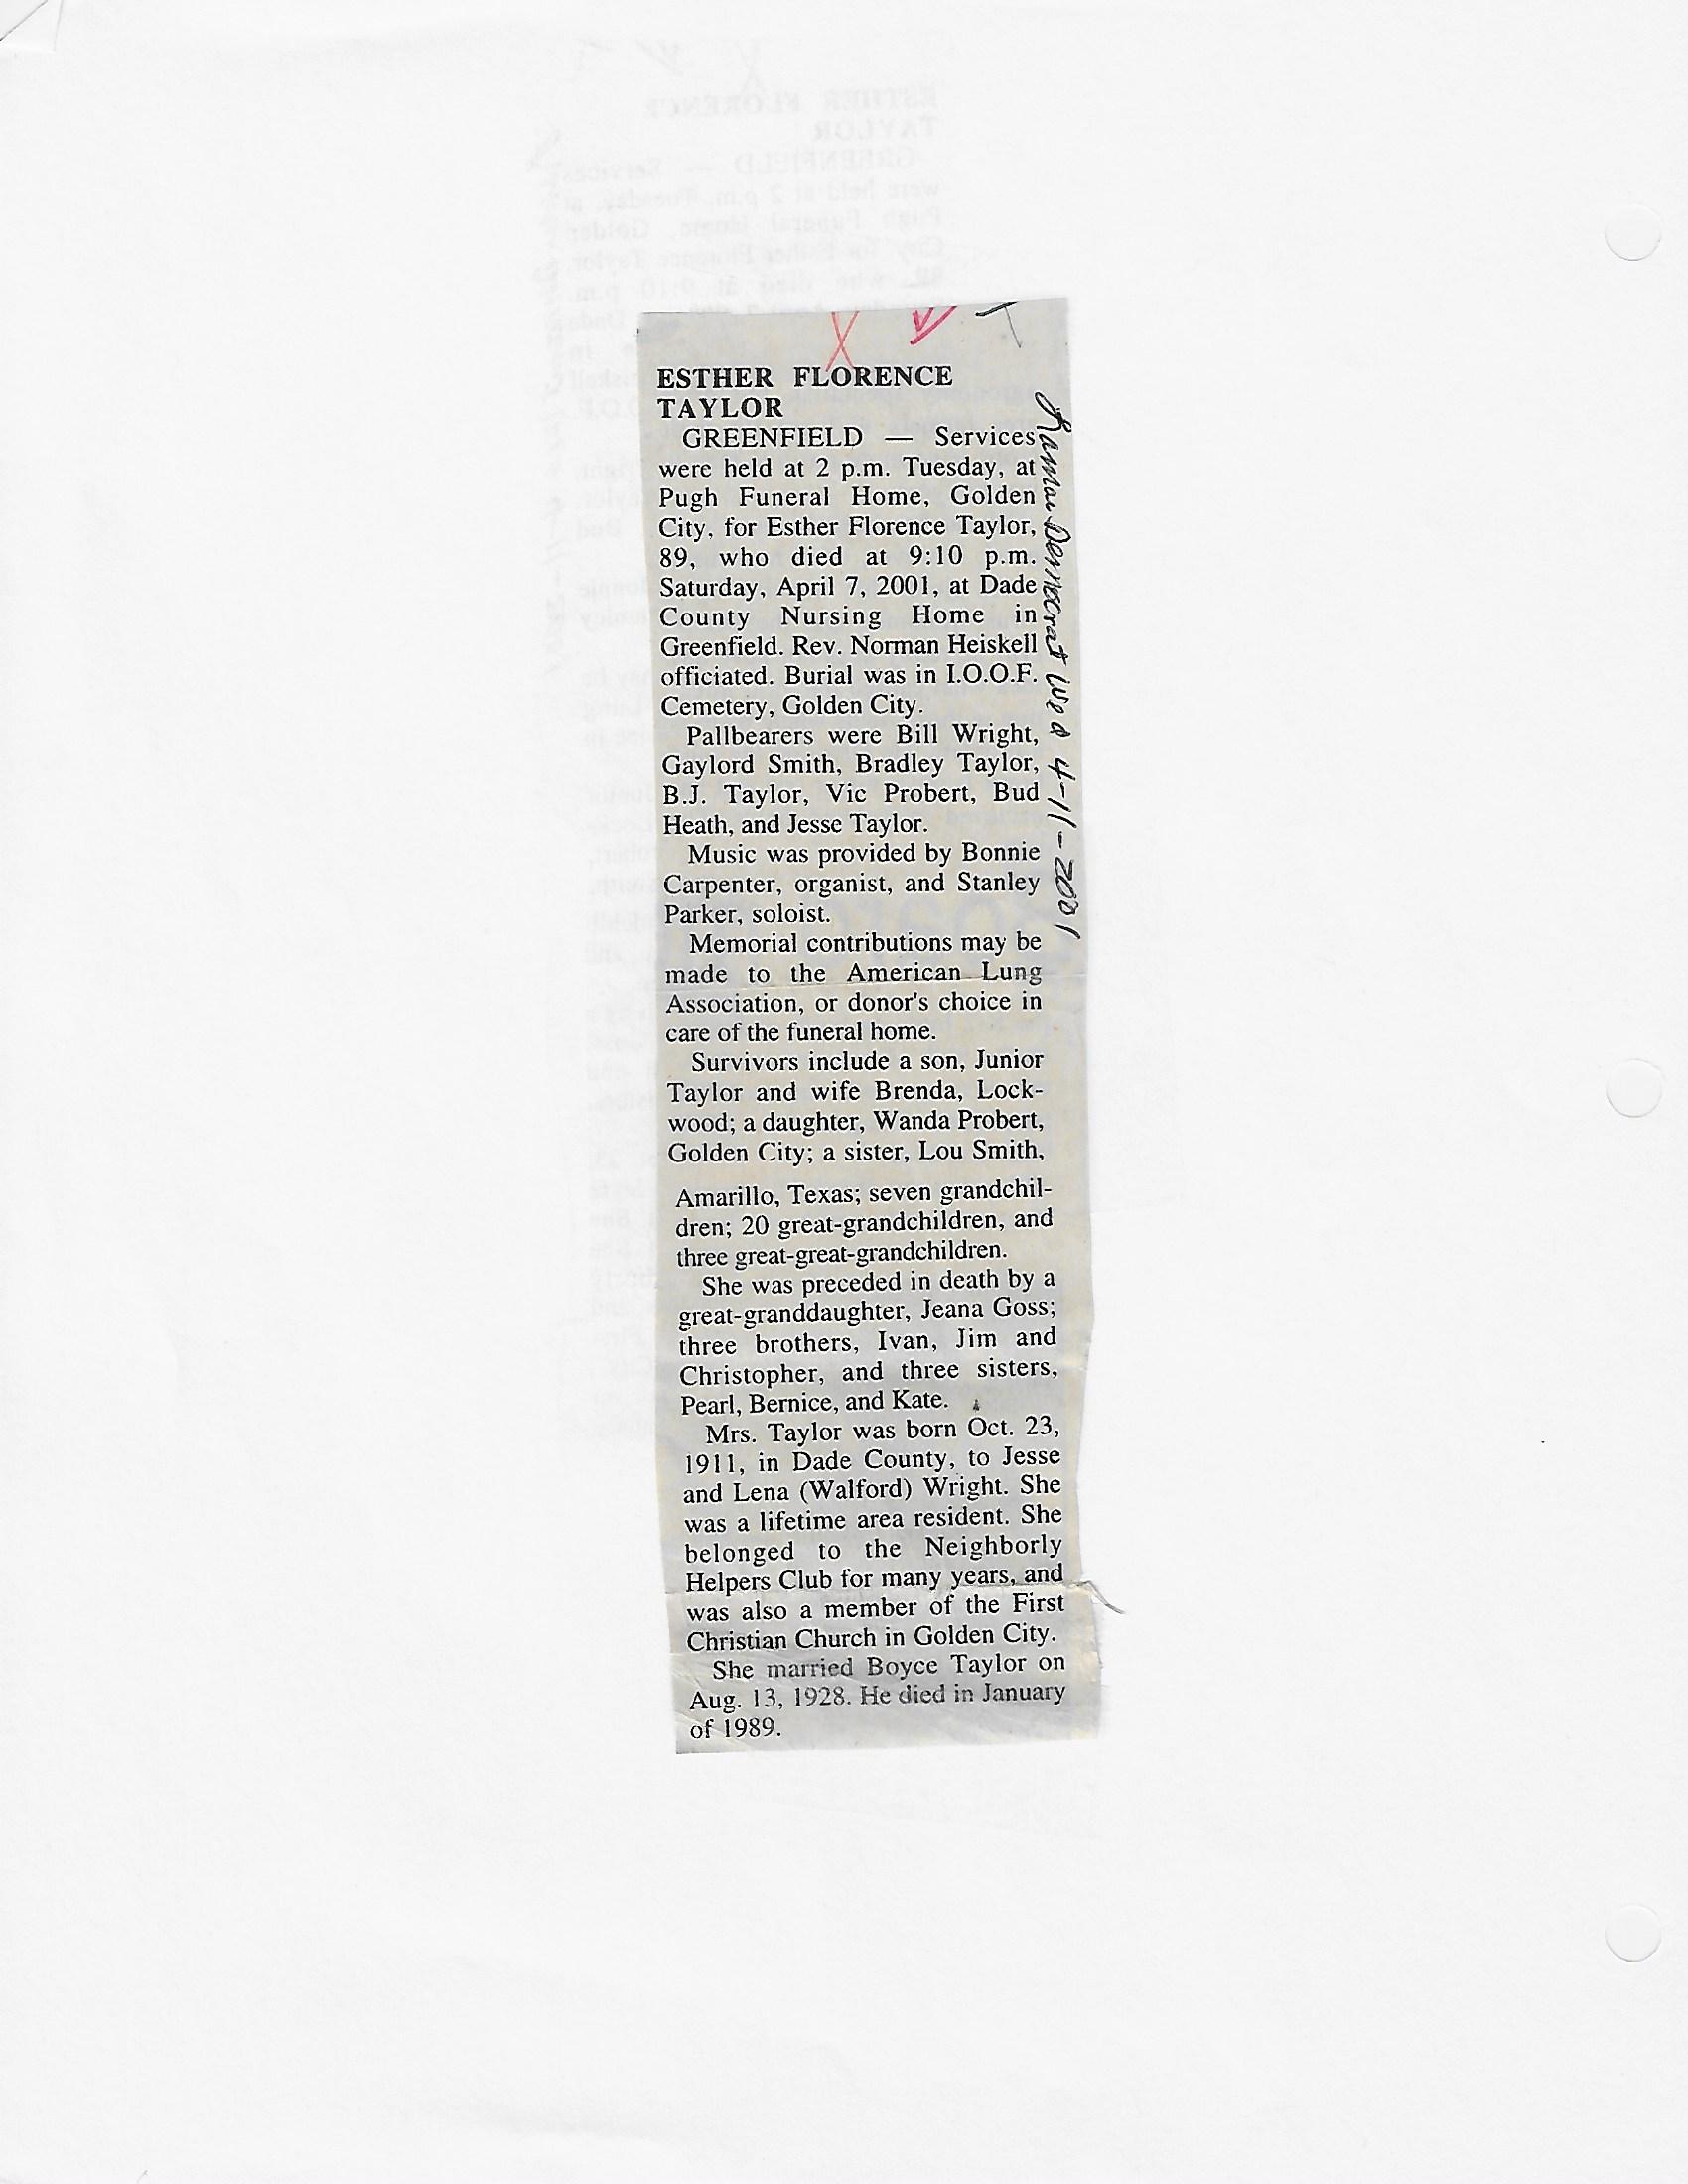 ESTHER FLORENCE
TAYLOR
GREENFIELD — Services
were held at 2 p.m. Tuesday, at
Pugh Funeral Home, Golden
City, for Esther Florence Taylor,
89, who died at 9:10 p.m.
Saturday, April 7, 2001, at Dade
County Nursing Home in
Greenfield. Rev. Norman Heiskell
officiated. Burial was in I.O.O.F.
Cemetery, Golden City.
Pallbearers were Bill Wright,
Gaylord Smith, Bradley Taylor,
B.J. Taylor, Vic Probert, Bud
Heath, and Jesse Taylor.
Music was provided by Bonnie
Carpenter, organist, and Stanley
Parker, soloist.
Memorial contributions may be
made to the American Lung
Association, or donor's choice in
care of the funeral home.
Survivors include a son, Junior
Taylor and wife Brenda, Lock-
wood; a daughter, Wanda Probert,
Golden City; a sister, Lou Smith,
Amarillo, Texas; seven grandchil-
dren; 20 great-grandchildren, and
three great-great-grandchildren.
She was preceded in death by a
great-granddaughter, Jeana Goss;
three brothers, Ivan, Jim and
Christopher, and three sisters,
Pearl, Bernice, and Kate.
Mrs. Taylor was born Oct. 23,
1911, in Dade County, to Jesse
and Lena (Walford) Wright. She
was a lifetime area resident. She
belonged to the Neighborly
Helpers Club for many years, and
was also a member of the First
Christian Church in Golden City.
She married Boyce Taylor on
Aug. 13, 1928. He died in January
of 1989.
Lamar Democrat Wed 4-11-2001